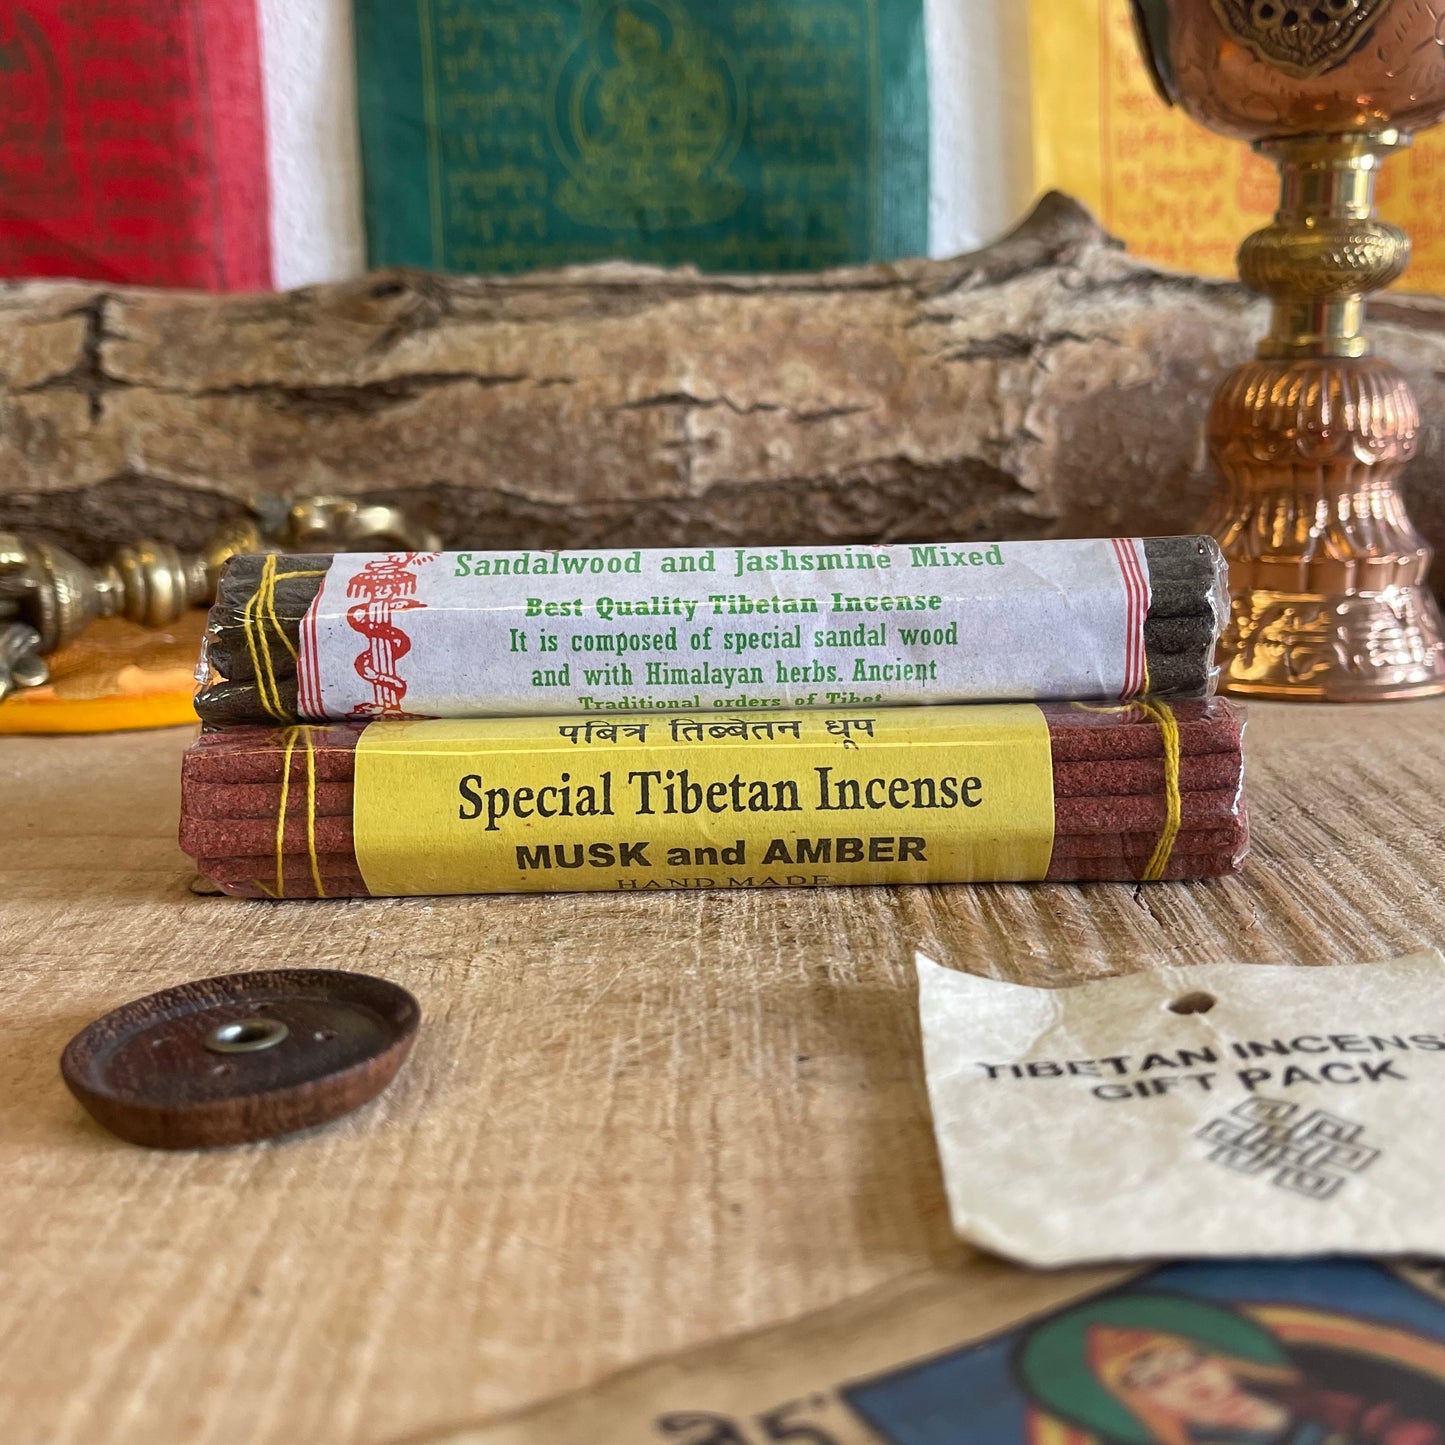 Sandalwood and Jashsmine Mixed
Best Quality Tibetan Incense
It is composed of special sandal wood
and with Himalayan herbs. Ancient
Traditional orders of Tibet.
पबित्र तिब्बेतन धूप
Special Tibetan Incense
MUSK and AMBER
HAND MADE
TIBETAN INCENS
GIFT PACK